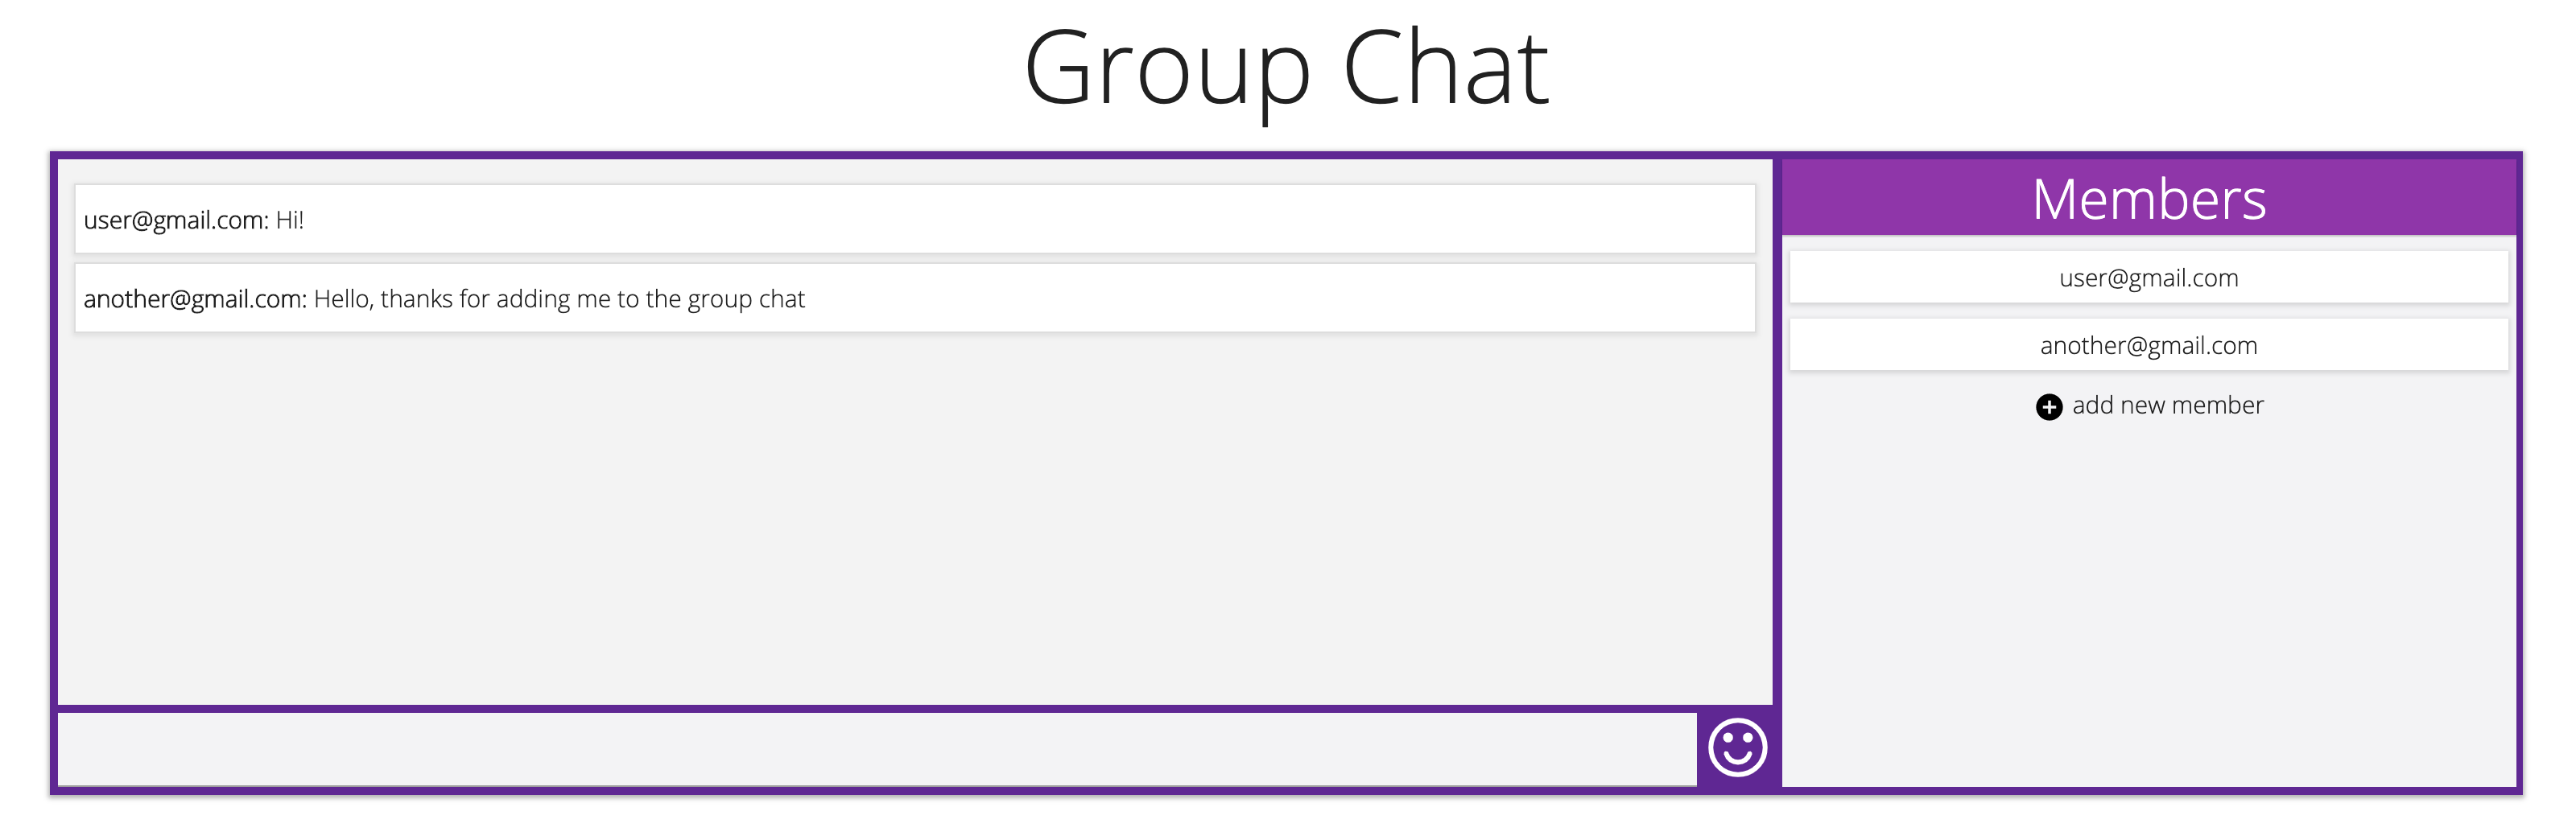 Group Chat
user@gmail.com: Hi!
another@gmail.com: Hello, thanks for adding me to the group chat
Members
user@gmail.com
another@gmail.com
add new member